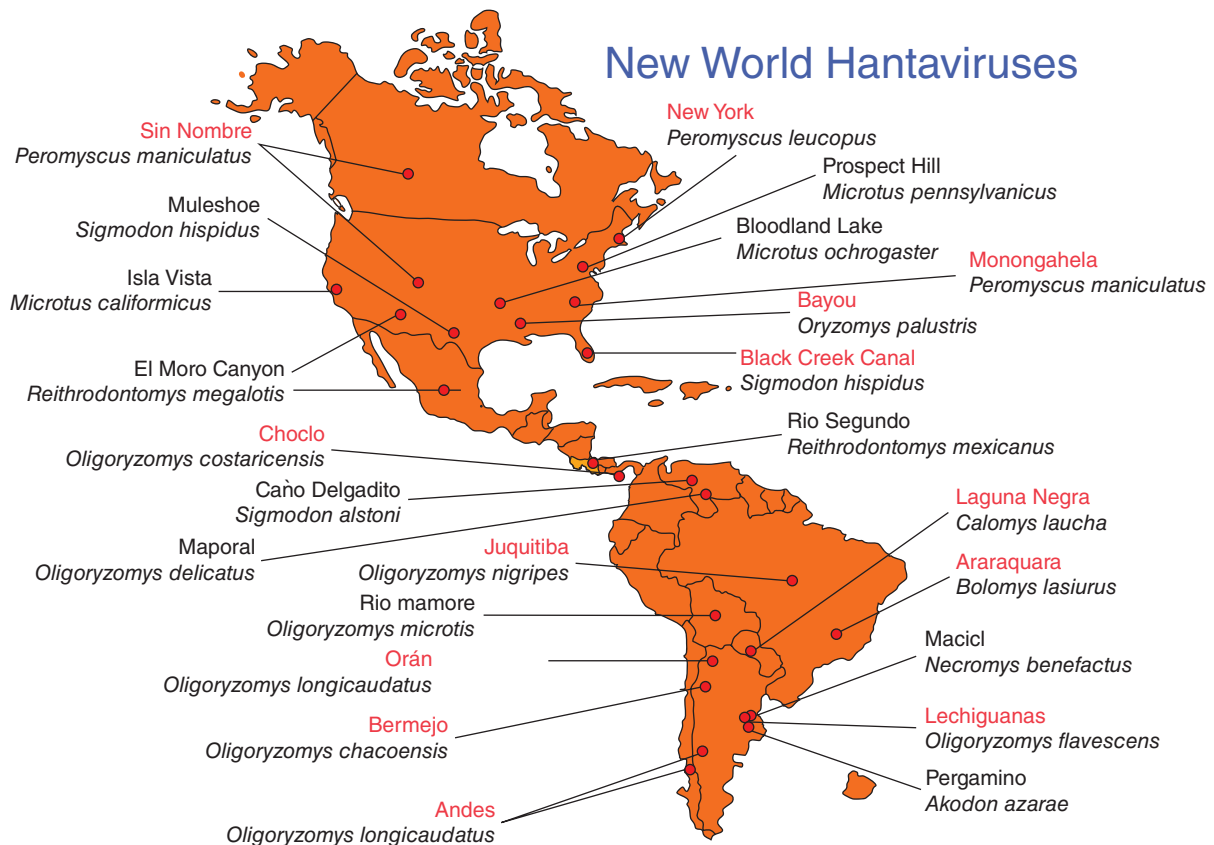 New World Hantaviruses
Sin Nombre
Peromyscus maniculatus
Muleshoe
Sigmodon hispidus
Isla Vista
Microtus califormicus
El Moro Canyon
Reithrodontomys megalotis
Choclo
Oligoryzomys costaricensis
Caǹo Delgadito
Sigmodon alstoni
Maporal
Oligoryzomys delicatus
Juquitiba
Oligoryzomys nigripes
Rio mamore
Oligoryzomys microtis
Orán
Oligoryzomys longicaudatus
Bermejo
Oligoryzomys chacoensis
Andes
Oligoryzomys longicaudatus
New York
Peromyscus leucopus
Prospect Hill
Microtus pennsylvanicus
Bloodland Lake
Microtus ochrogaster
Monongahela
Peromyscus maniculatus
Bayou
Oryzomys palustris
Black Creek Canal
Sigmodon hispidus
Rio Segundo
Reithrodontomys mexicanus
Laguna Negra
Calomys laucha
Araraquara
Bolomys lasiurus
Macicl
Necromys benefactus
Lechiguanas
Oligoryzomys flavescens
Pergamino
Akodon azarae